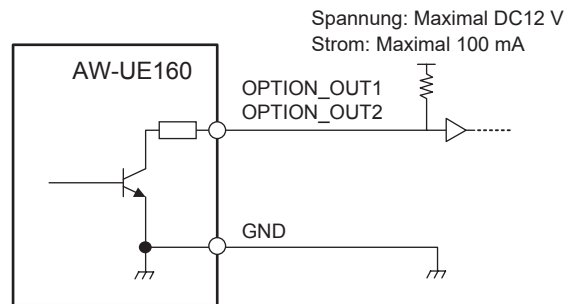 Spannung: Maximal DC12 V
Strom: Maximal 100 mA
AW-UE160
OPTION_OUT1
OPTION_OUT2
GND